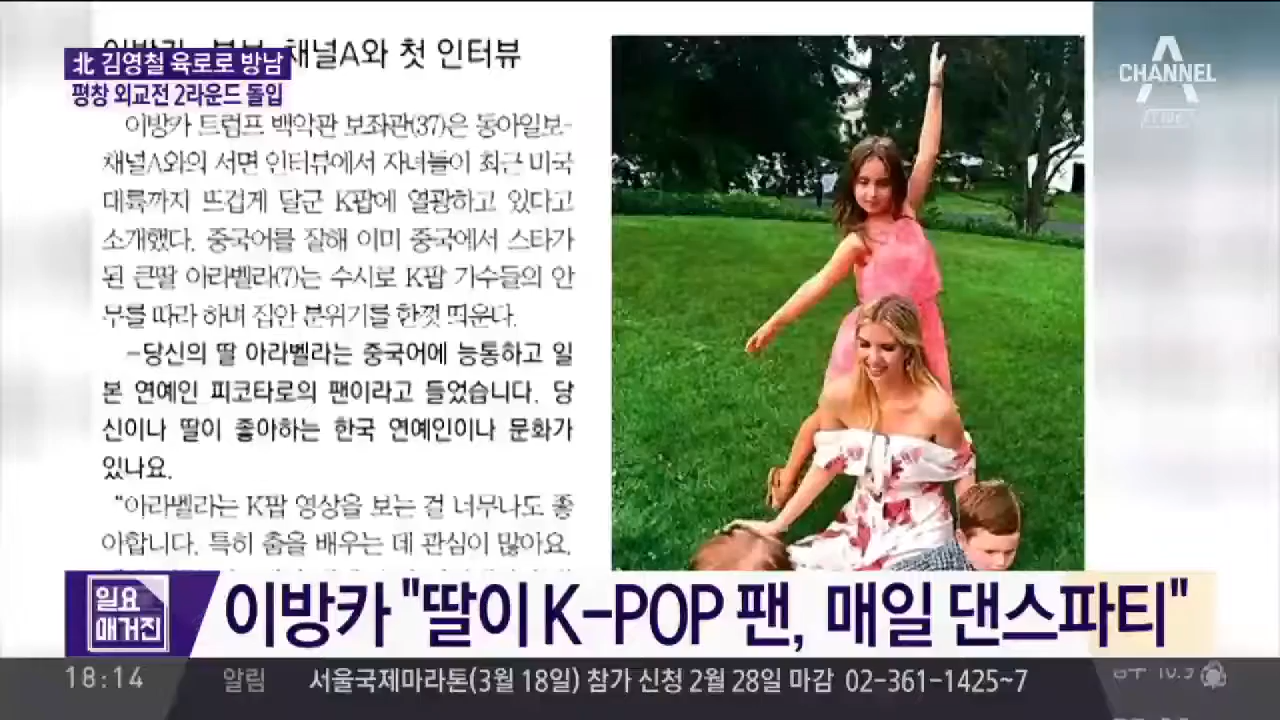 채널A와 첫 인터뷰
北 김영철 육로로 방남
평창 외교전 2라운드 돌입
CHANNEL A
이방카 트럼프 백악관 보좌관(37)은 동아일보-
채널A와의 서면 인터뷰에서 자녀들이 최근 미국
대륙까지 뜨겁게 달군 K팝에 열광하고 있다고
소개했다. 중국어를 잘해 이미 중국에서 스타가
된 큰딸 아라벨라(7)는 수시로 K팝 가수들의 안
무를 따라 하며 집안 분위기를 한껏 띄운다.
-당신의 딸 아라벨라는 중국어에 능통하고 일
본 연예인 피코타로의 팬이라고 들었습니다. 당
신이나 딸이 좋아하는 한국 연예인이나 문화가
있나요.
“아라벨라는 K팝 영상을 보는 걸 너무나도 좋
아합니다. 특히 춤을 배우는 데 관심이 많아요.
일요
매거진
이방카 "딸이 K-POP 팬, 매일 댄스파티"
18:14 알림 서울국제마라톤(3월 18일) 참가 신청 2월 28일 마감 02-361-1425~7